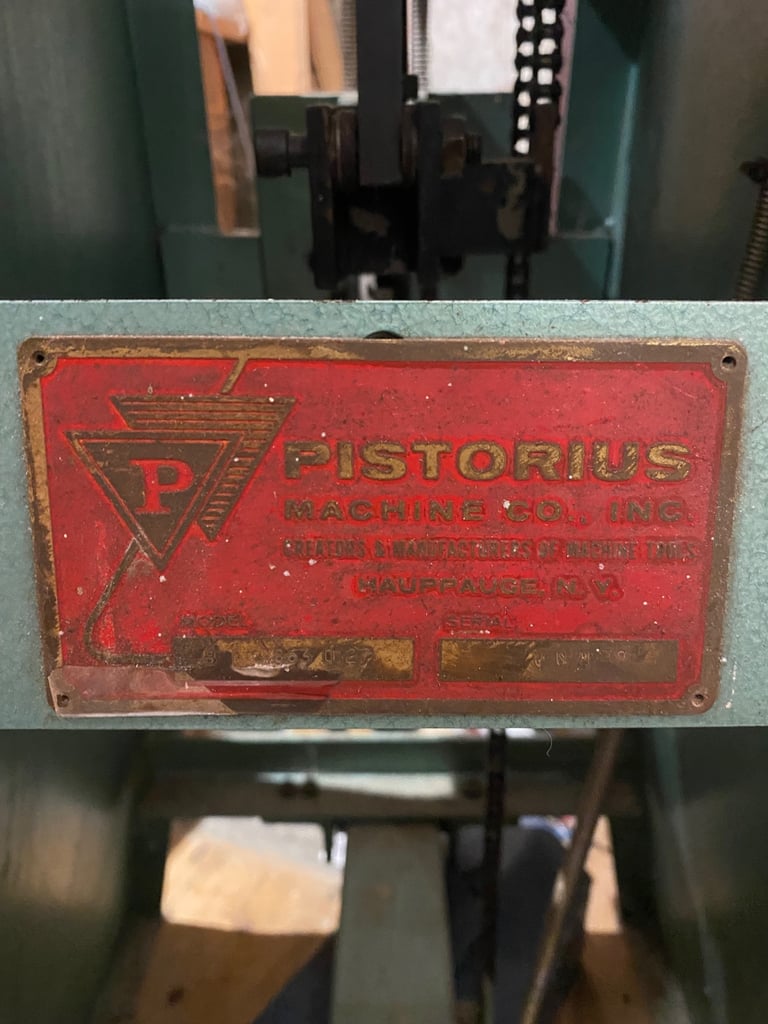 P
PISTORIUS
MACHINE CO., INC.
CREATORS & MANUFACTURERS OF MACHINE TOOLS
HAUPPAUGE, N.Y.
MODEL
SERIAL